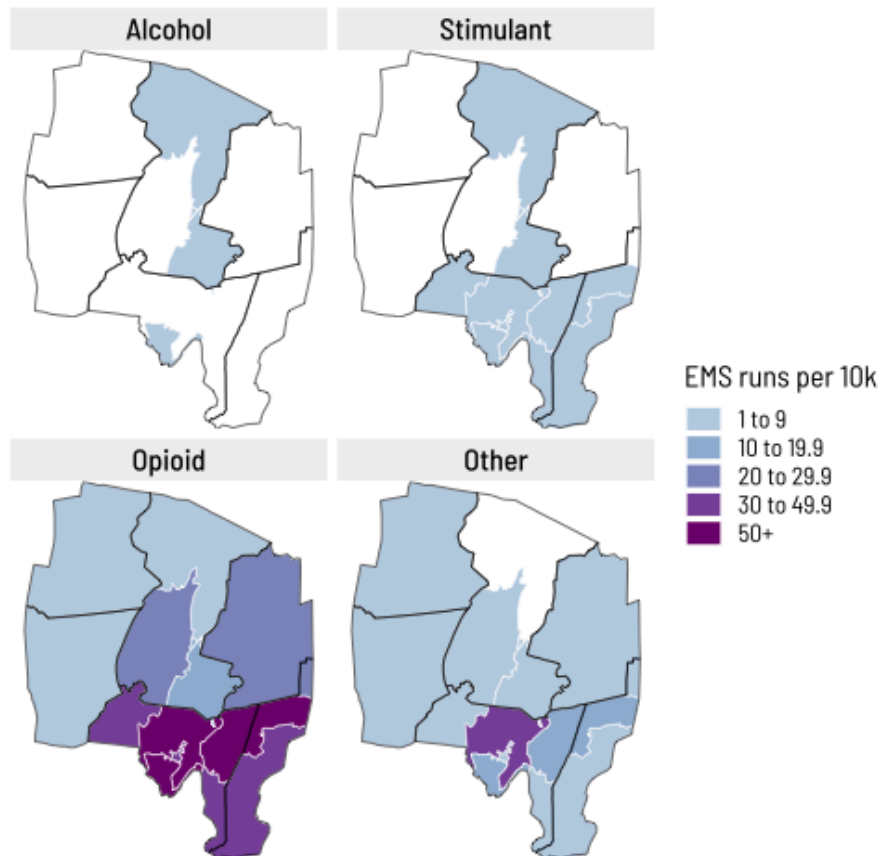 Alcohol
Stimulant
Opioid
Other
EMS runs per 10k
1 to 9
10 to 19.9
20 to 29.9
30 to 49.9
50+